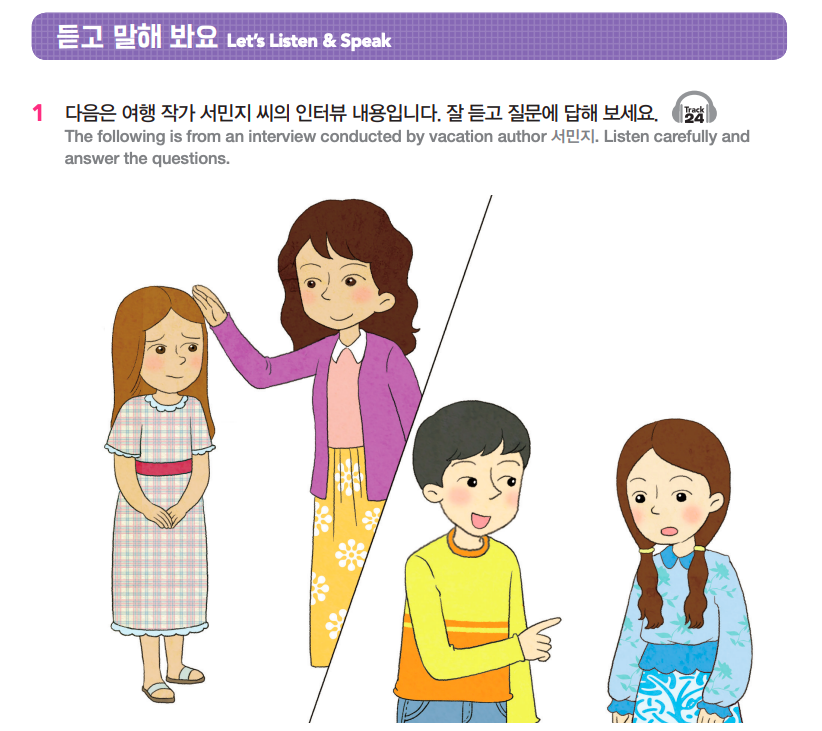 듣고 말해 봐요 Let's Listen & Speak
1 다음은 여행 작가 서민지 씨의 인터뷰 내용입니다. 잘 듣고 질문에 답해 보세요. Track 24
The following is from an interview conducted by vacation author 서민지. Listen carefully and
answer the questions.